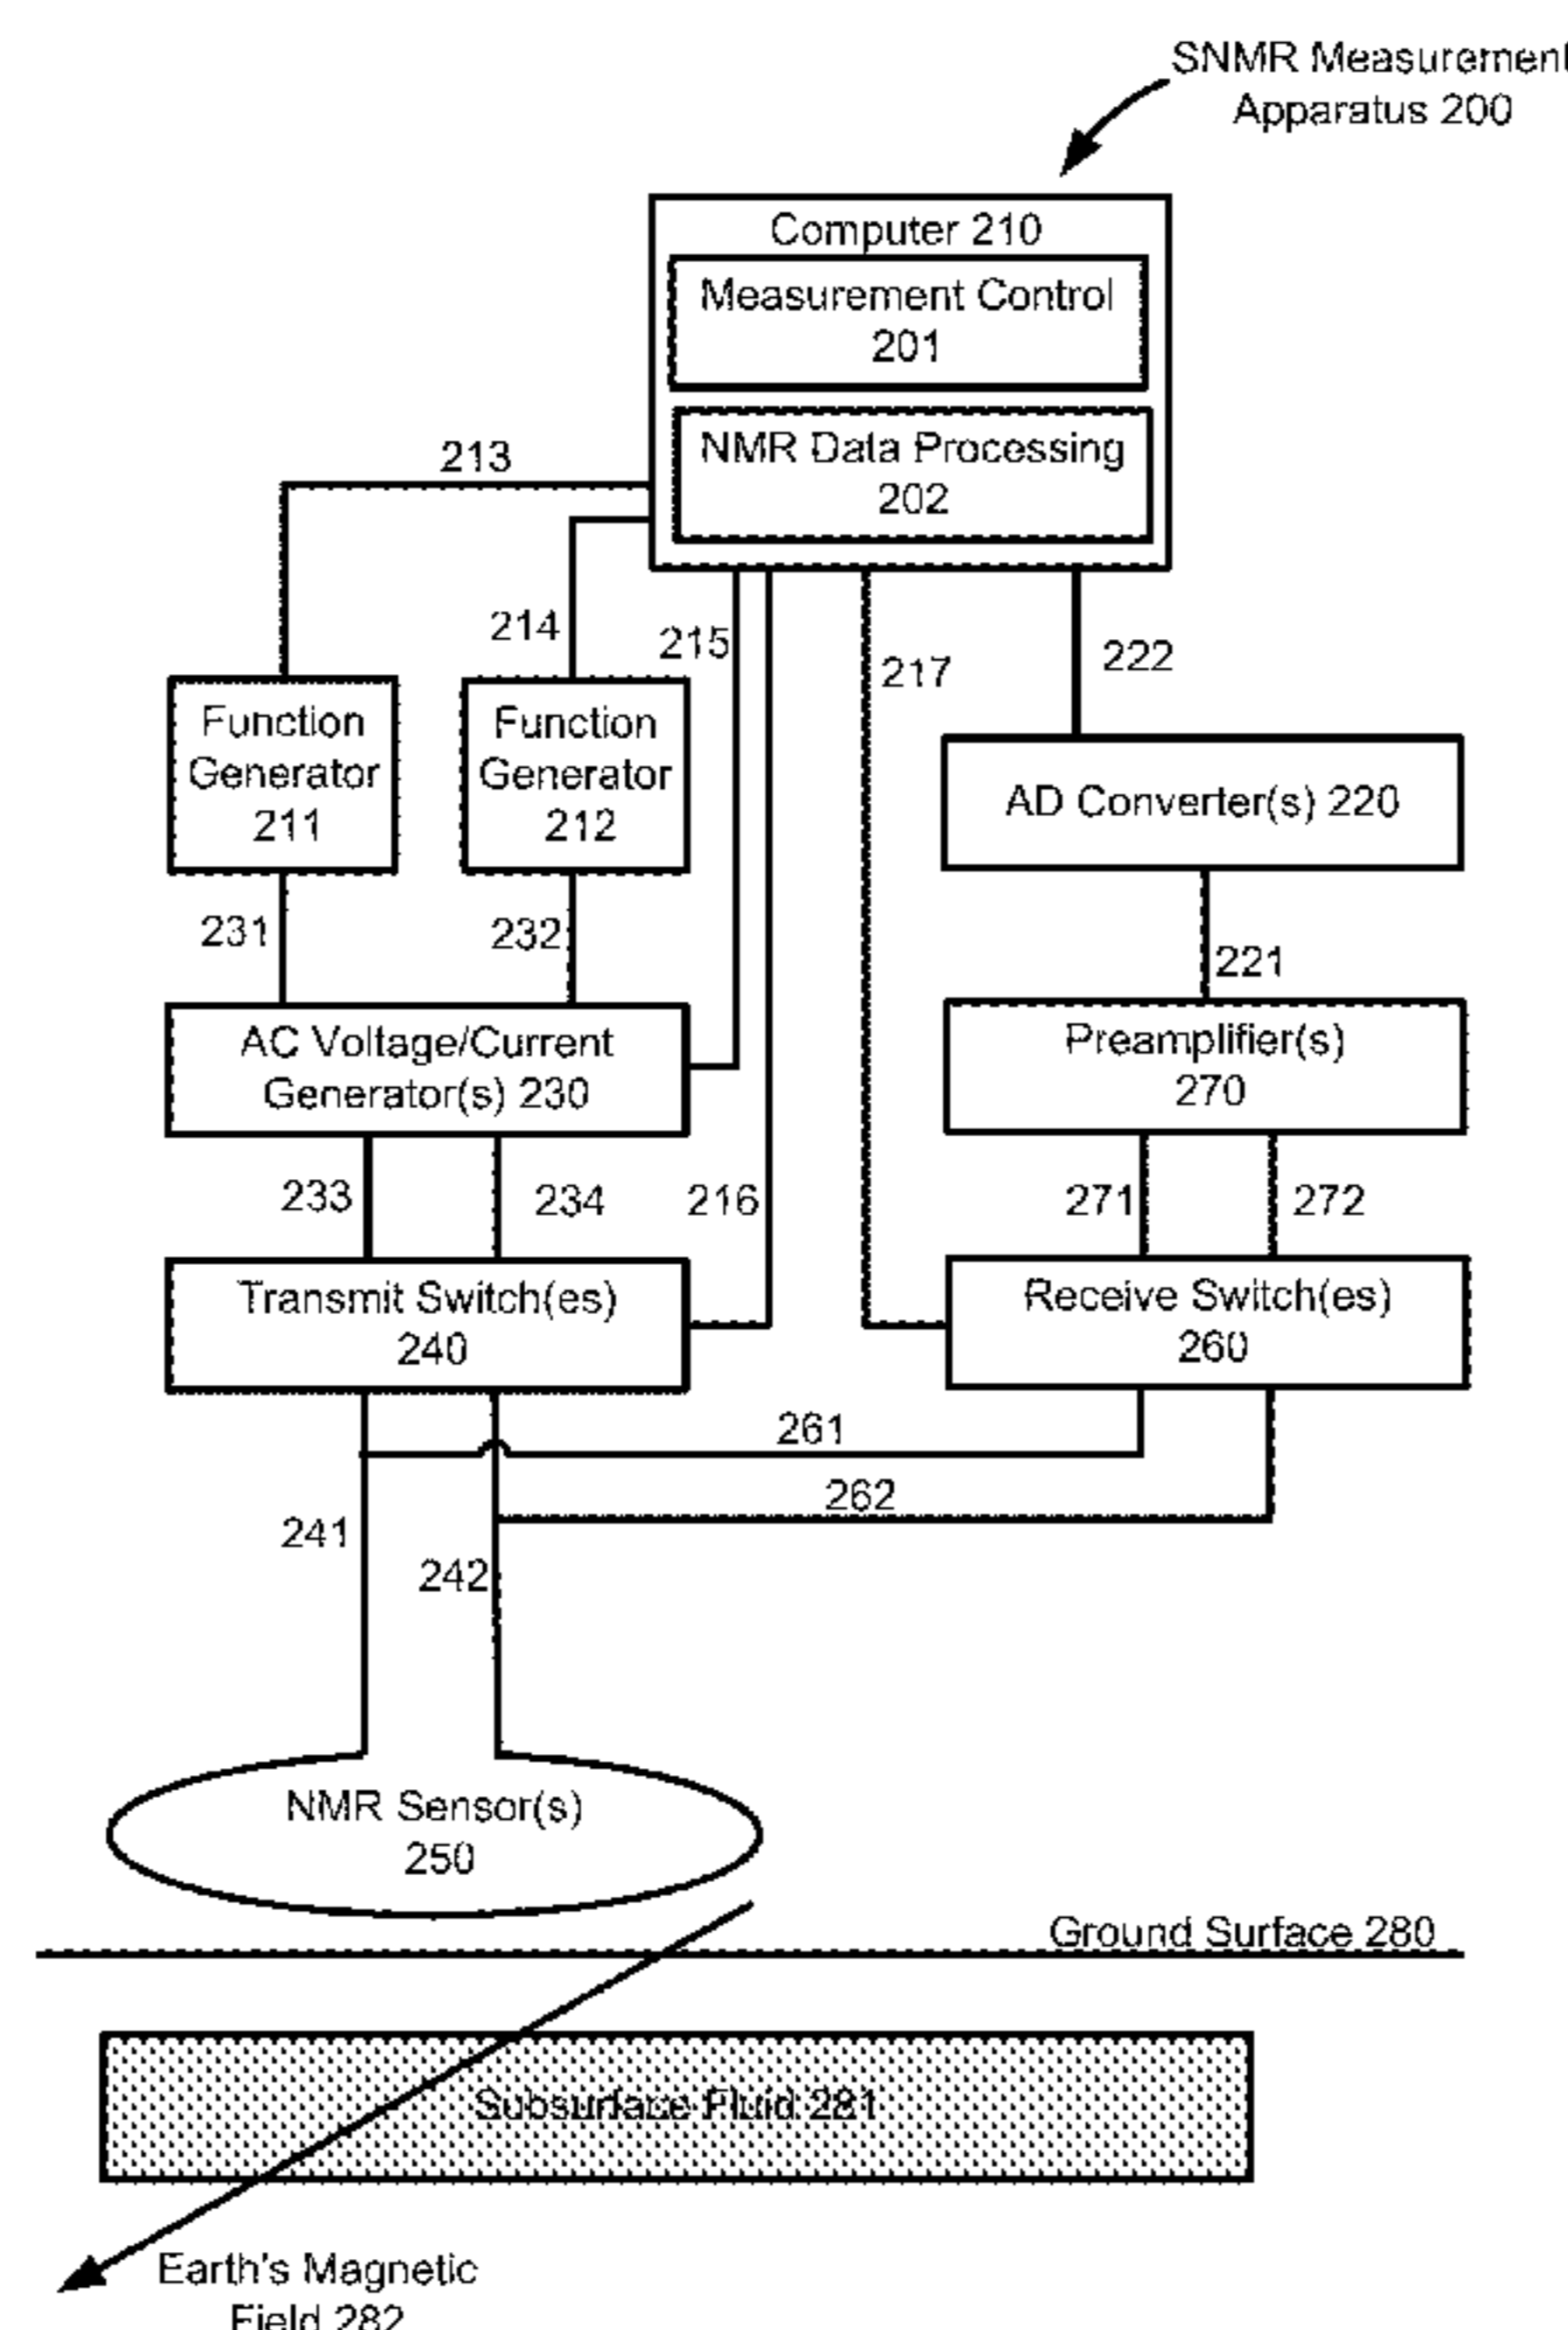 SNMR Measurement
Apparatus 200
Computer 210
Measurement Control
201
NMR Data Processing
202
213
214
215
217
222
Function
Generator
211
Function
Generator
212
AD Converter(s) 220
231
232
221
AC Voltage/Current
Generator(s) 230
Preamplifier(s)
270
233
234
216
271
272
Transmit Switch(es)
240
Receive Switch(es)
260
261
262
241
242
NMR Sensor(s)
250
Ground Surface 280
Subsurface Fluid 281
Earth's Magnetic
Field 282